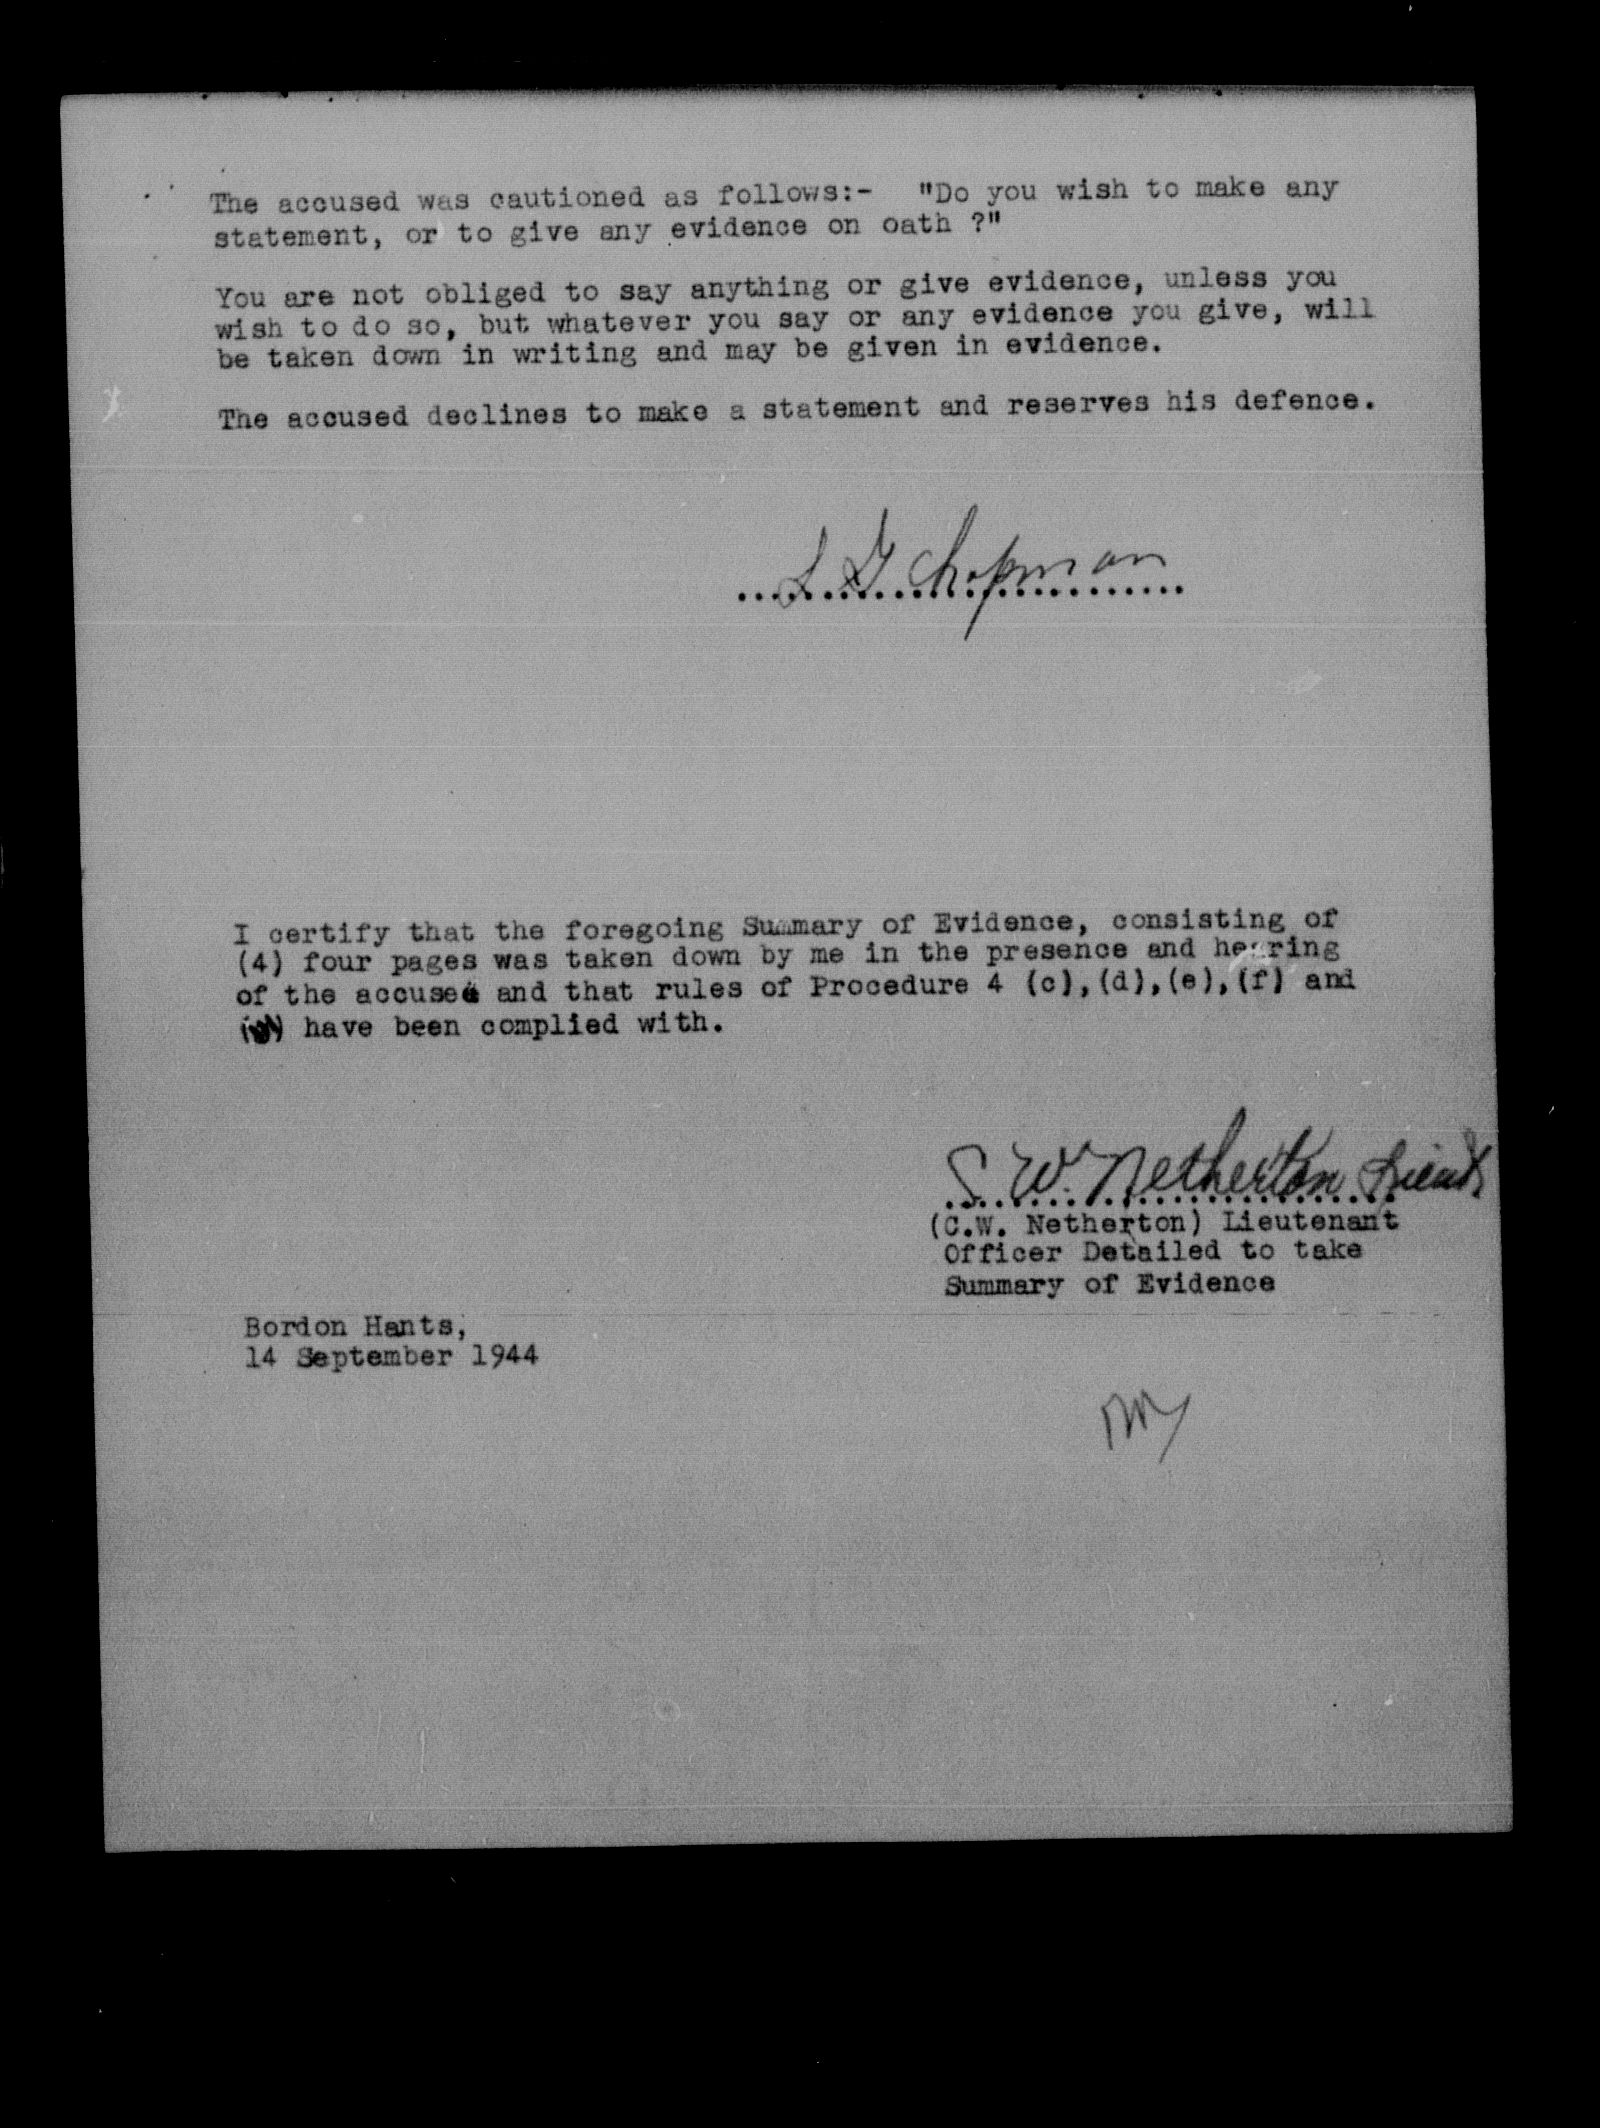 The accused was cautioned as follows:- "Do you wish to make any
statement, or to give any evidence on oath ?"
You are not obliged to say anything or give evidence, unless you
wish to do so, but whatever you say or any evidence you give, will
be taken down in writing and may be given in evidence.
The accused declines to make a statement and reserves his defence.
Chapman
I certify that the foregoing Summary of Evidence, consisting of
(4) four pages was taken down by me in the presence and hearing
of the accused and that rules of Procedure 4 (c),(d),(e),(f) and
have been complied with.
C W. Netherton Lieut
(C.W. Netherton) Lieutenant
Officer Detailed to take
Summary of Evidence
Bordon Hants,
14 September 1944